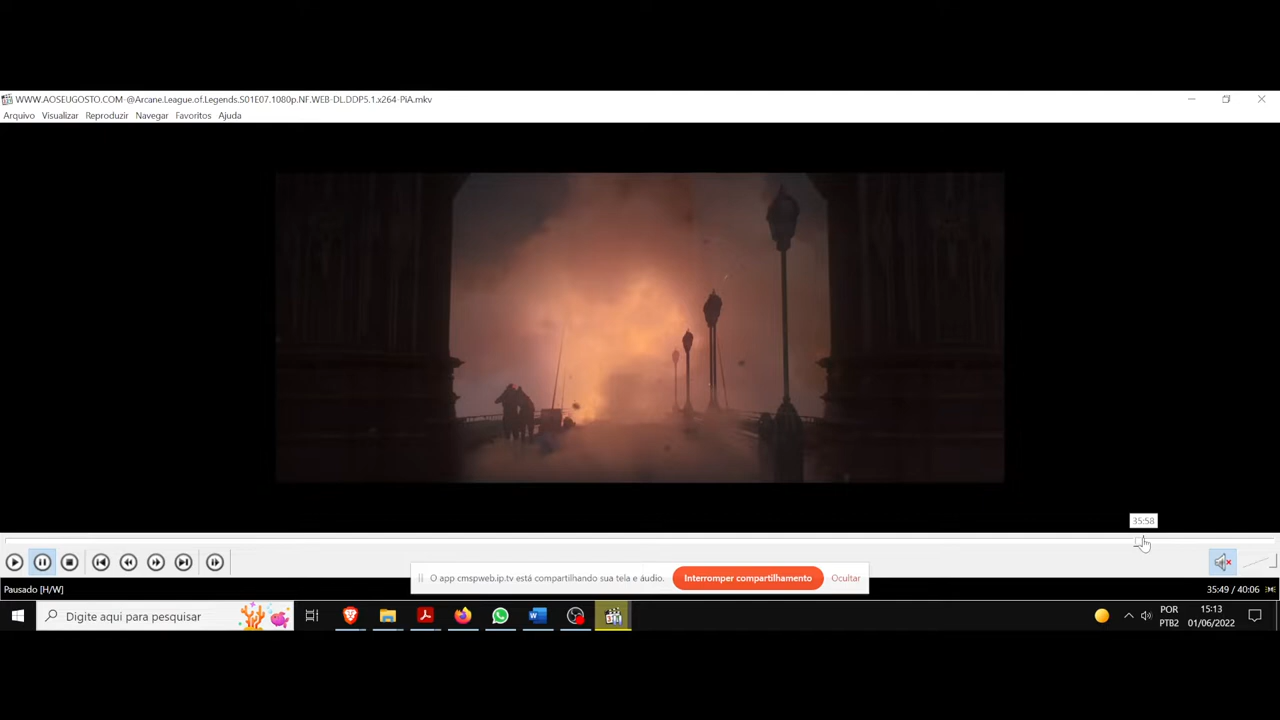 WWW.AOSEUGOSTO.COM-@Arcane.League.of.Legends.S01E07.1080p.NF.WEB-DL.DDP5.1.x264-PiA.mkv
Arquivo Visualizar Reproduzir Navegar Favoritos Ajuda
35:58
O app cmspweb.ip.tv está compartilhando sua tela e áudio. Interromper compartilhamento Ocultar
Pausado [H/W] 35:49 / 40:06
Digite aqui para pesquisar
POR 15:13
PTB2 01/06/2022